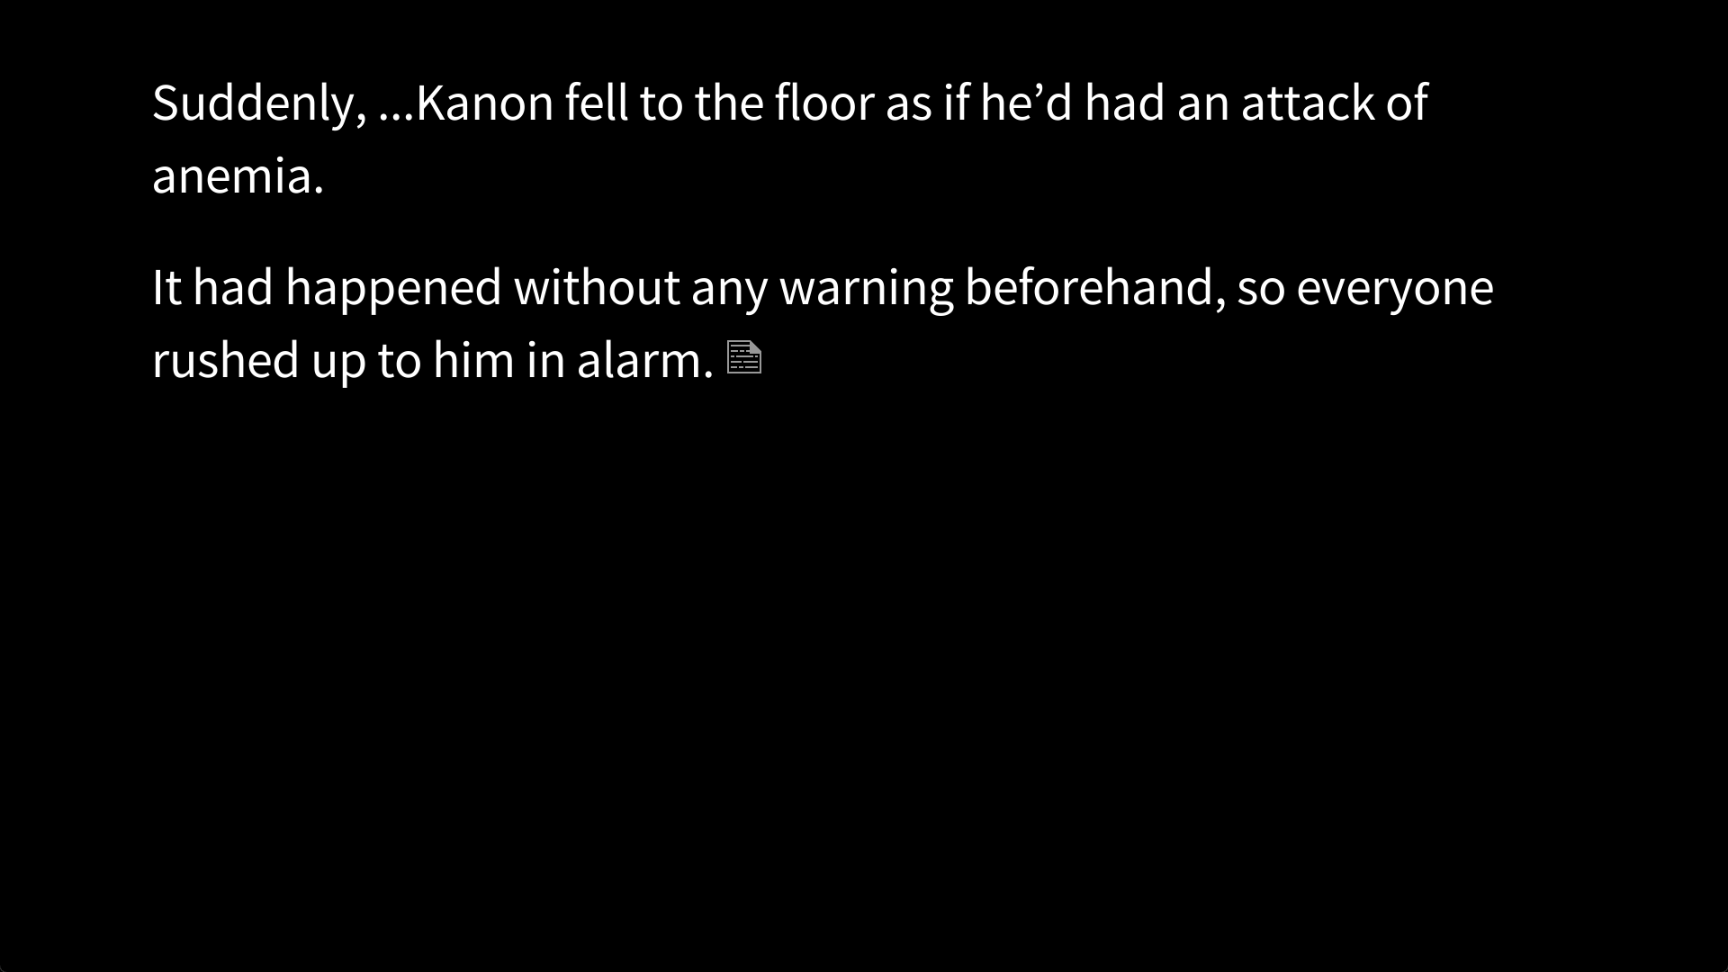 Suddenly, ...Kanon fell to the floor as if he’d had an attack of
anemia.
It had happened without any warning beforehand, so everyone
rushed up to him in alarm.